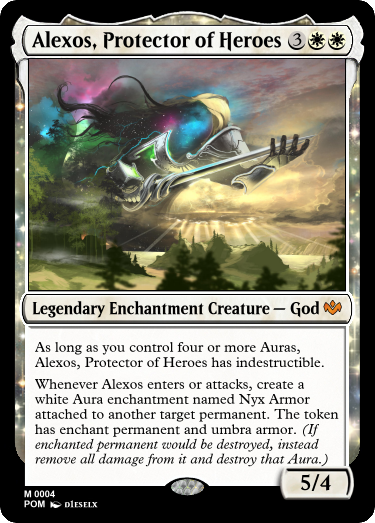 Alexos, Protector of Heroes 3
Legendary Enchantment Creature — God
As long as you control four or more Auras,
Alexos, Protector of Heroes has indestructible.
Whenever Alexos enters or attacks, create a
white Aura enchantment named Nyx Armor
attached to another target permanent. The token
has enchant permanent and umbra armor. (If
enchanted permanent would be destroyed, instead
remove all damage from it and destroy that Aura.)
5/4
M 0004
POM D1ESELX